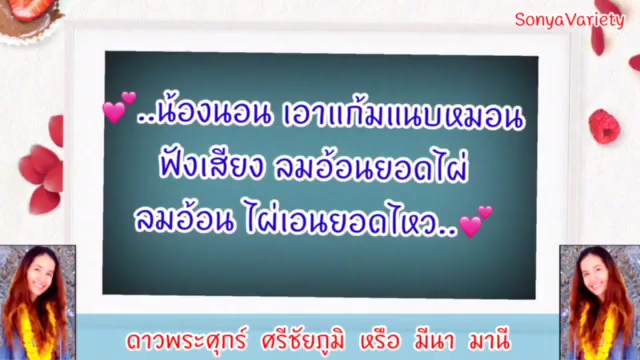 SonyaVariety
..น้องนอน เอาแก้มแนบหมอน
ฟังเสียง ลมอ้อนยอดไผ่
ลมอ้อน ไผ่เอนยอดไหว..
ดาวพระศุกร์ ศรีชัยภูมิ หรือ มีนา มานี